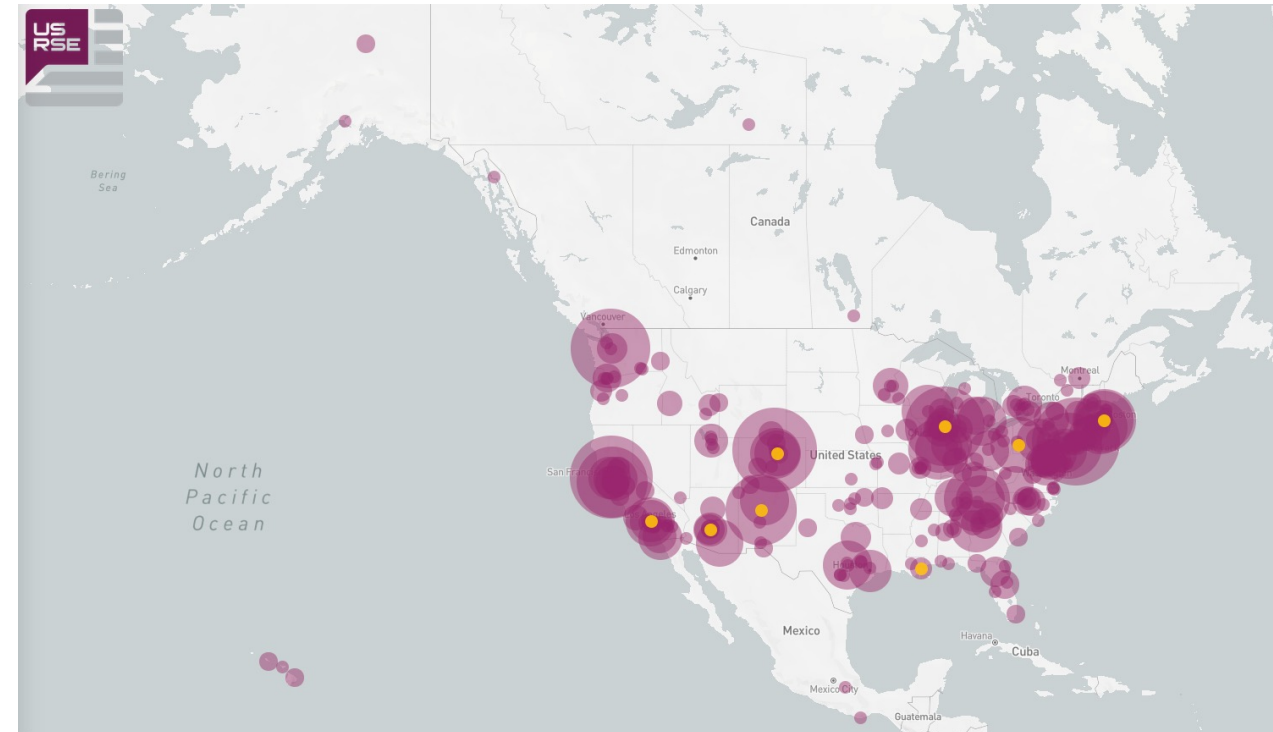 US
RSE
Bering
Sea
Canada
Edmonton
Calgary
Vancouver
Montreal
Toronto
United States
San Fran
North
Pacific
Ocean
Mexico
Havana
Cuba
Mexico City
Guatemala